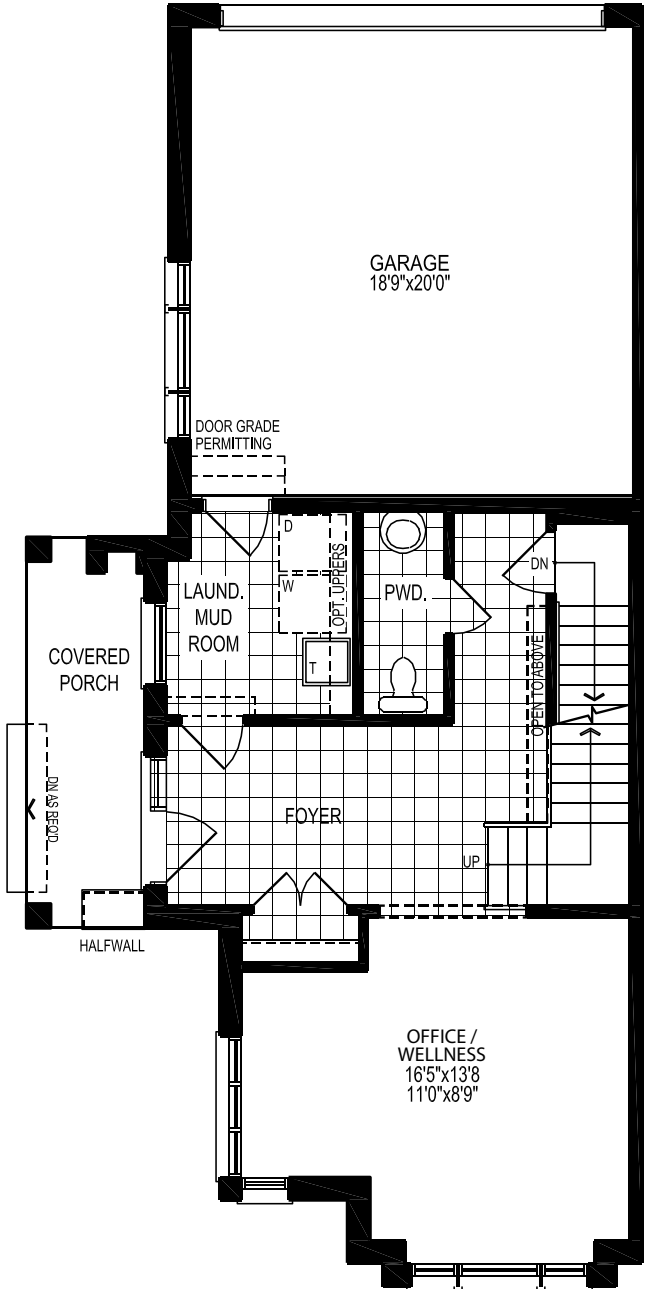 GARAGE
18'9"x20'0"
DOOR GRADE
PERMITTING
D
W
OPT. UPPERS
LAUND.
MUD
ROOM
T
PWD.
DN
OPEN TO ABOVE
COVERED
PORCH
DN AS REQ'D
FOYER
UP
HALFWALL
OFFICE /
WELLNESS
16'5"x13'8
11'0"x8'9"